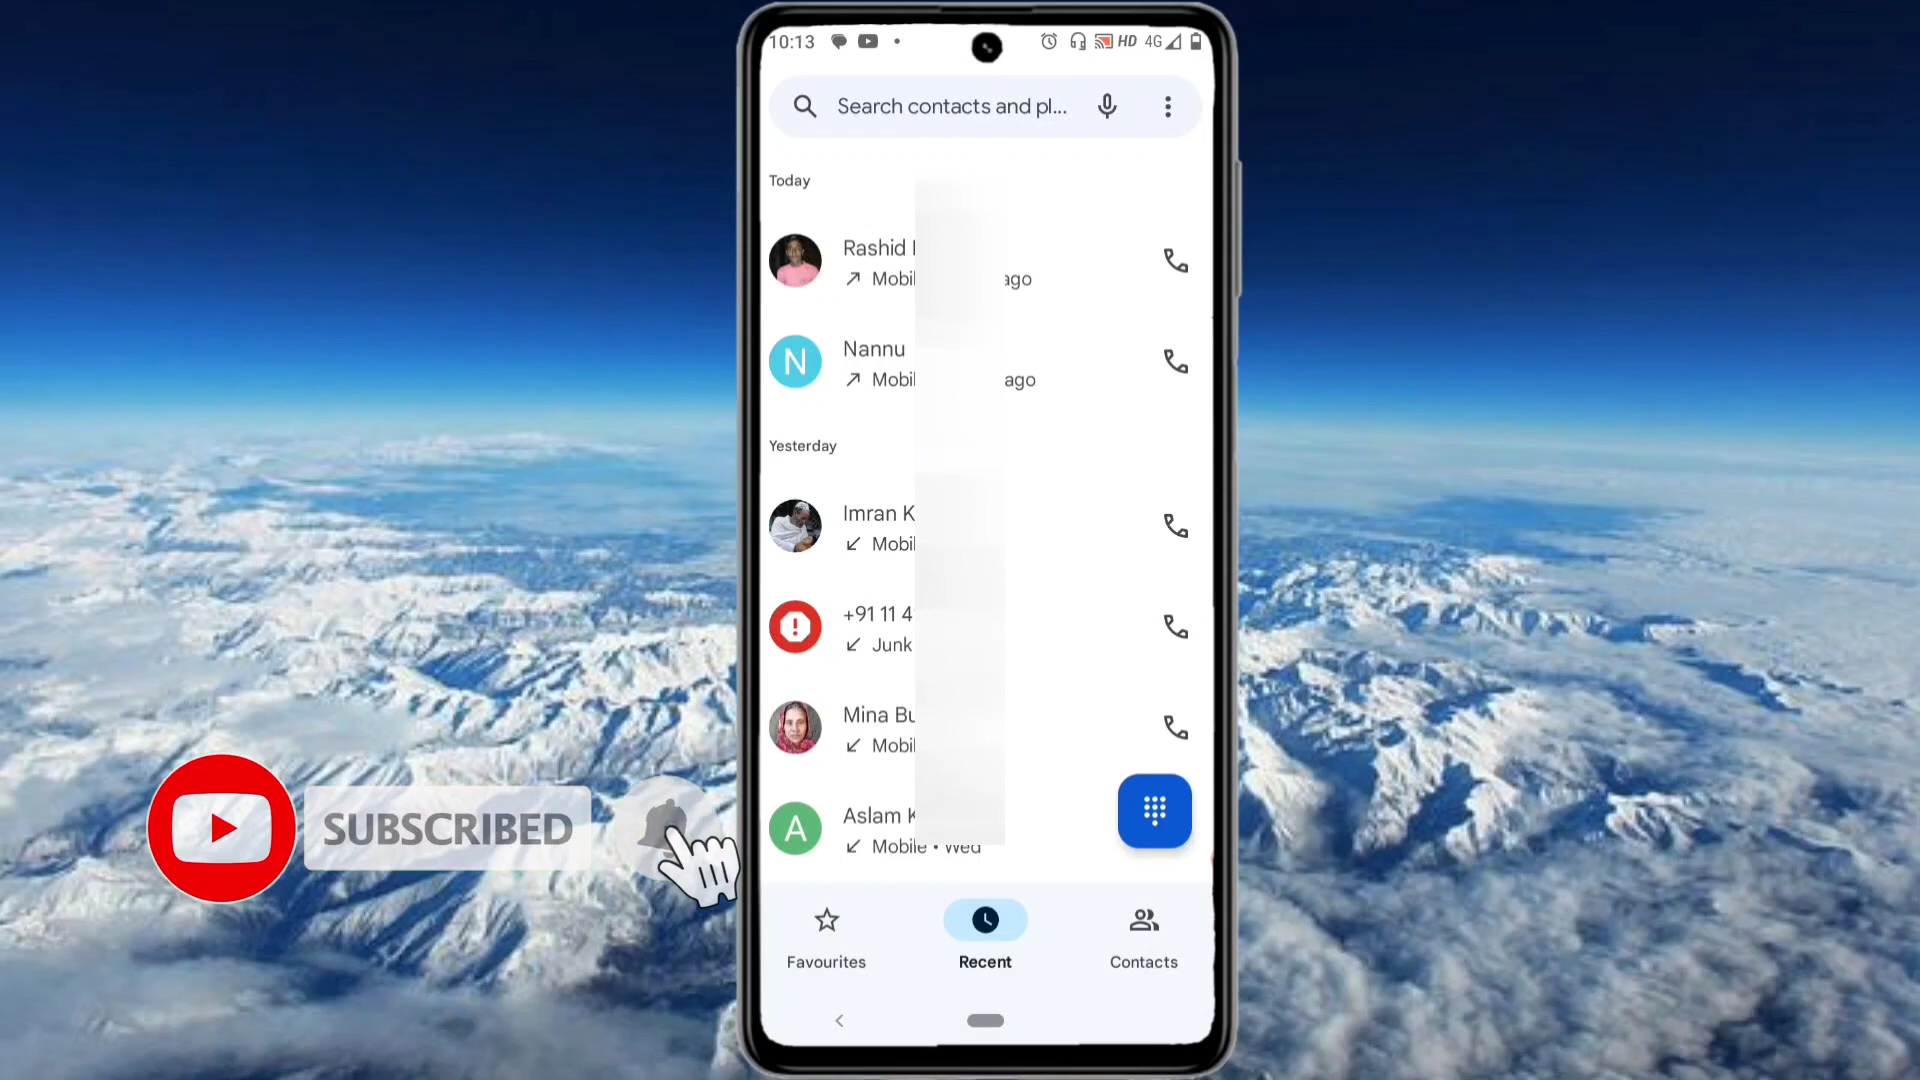 10:13
HD 4G
Search contacts and pl...
Today
Rashid
Mobil
ago
Nannu
Mobil
ago
Yesterday
Imran K
Mobil
+91 11 4
Junk
Mina Bu
Mobil
A
Aslam K
Mobile • Wed
N
SUBSCRIBED
Favourites
Recent
Contacts